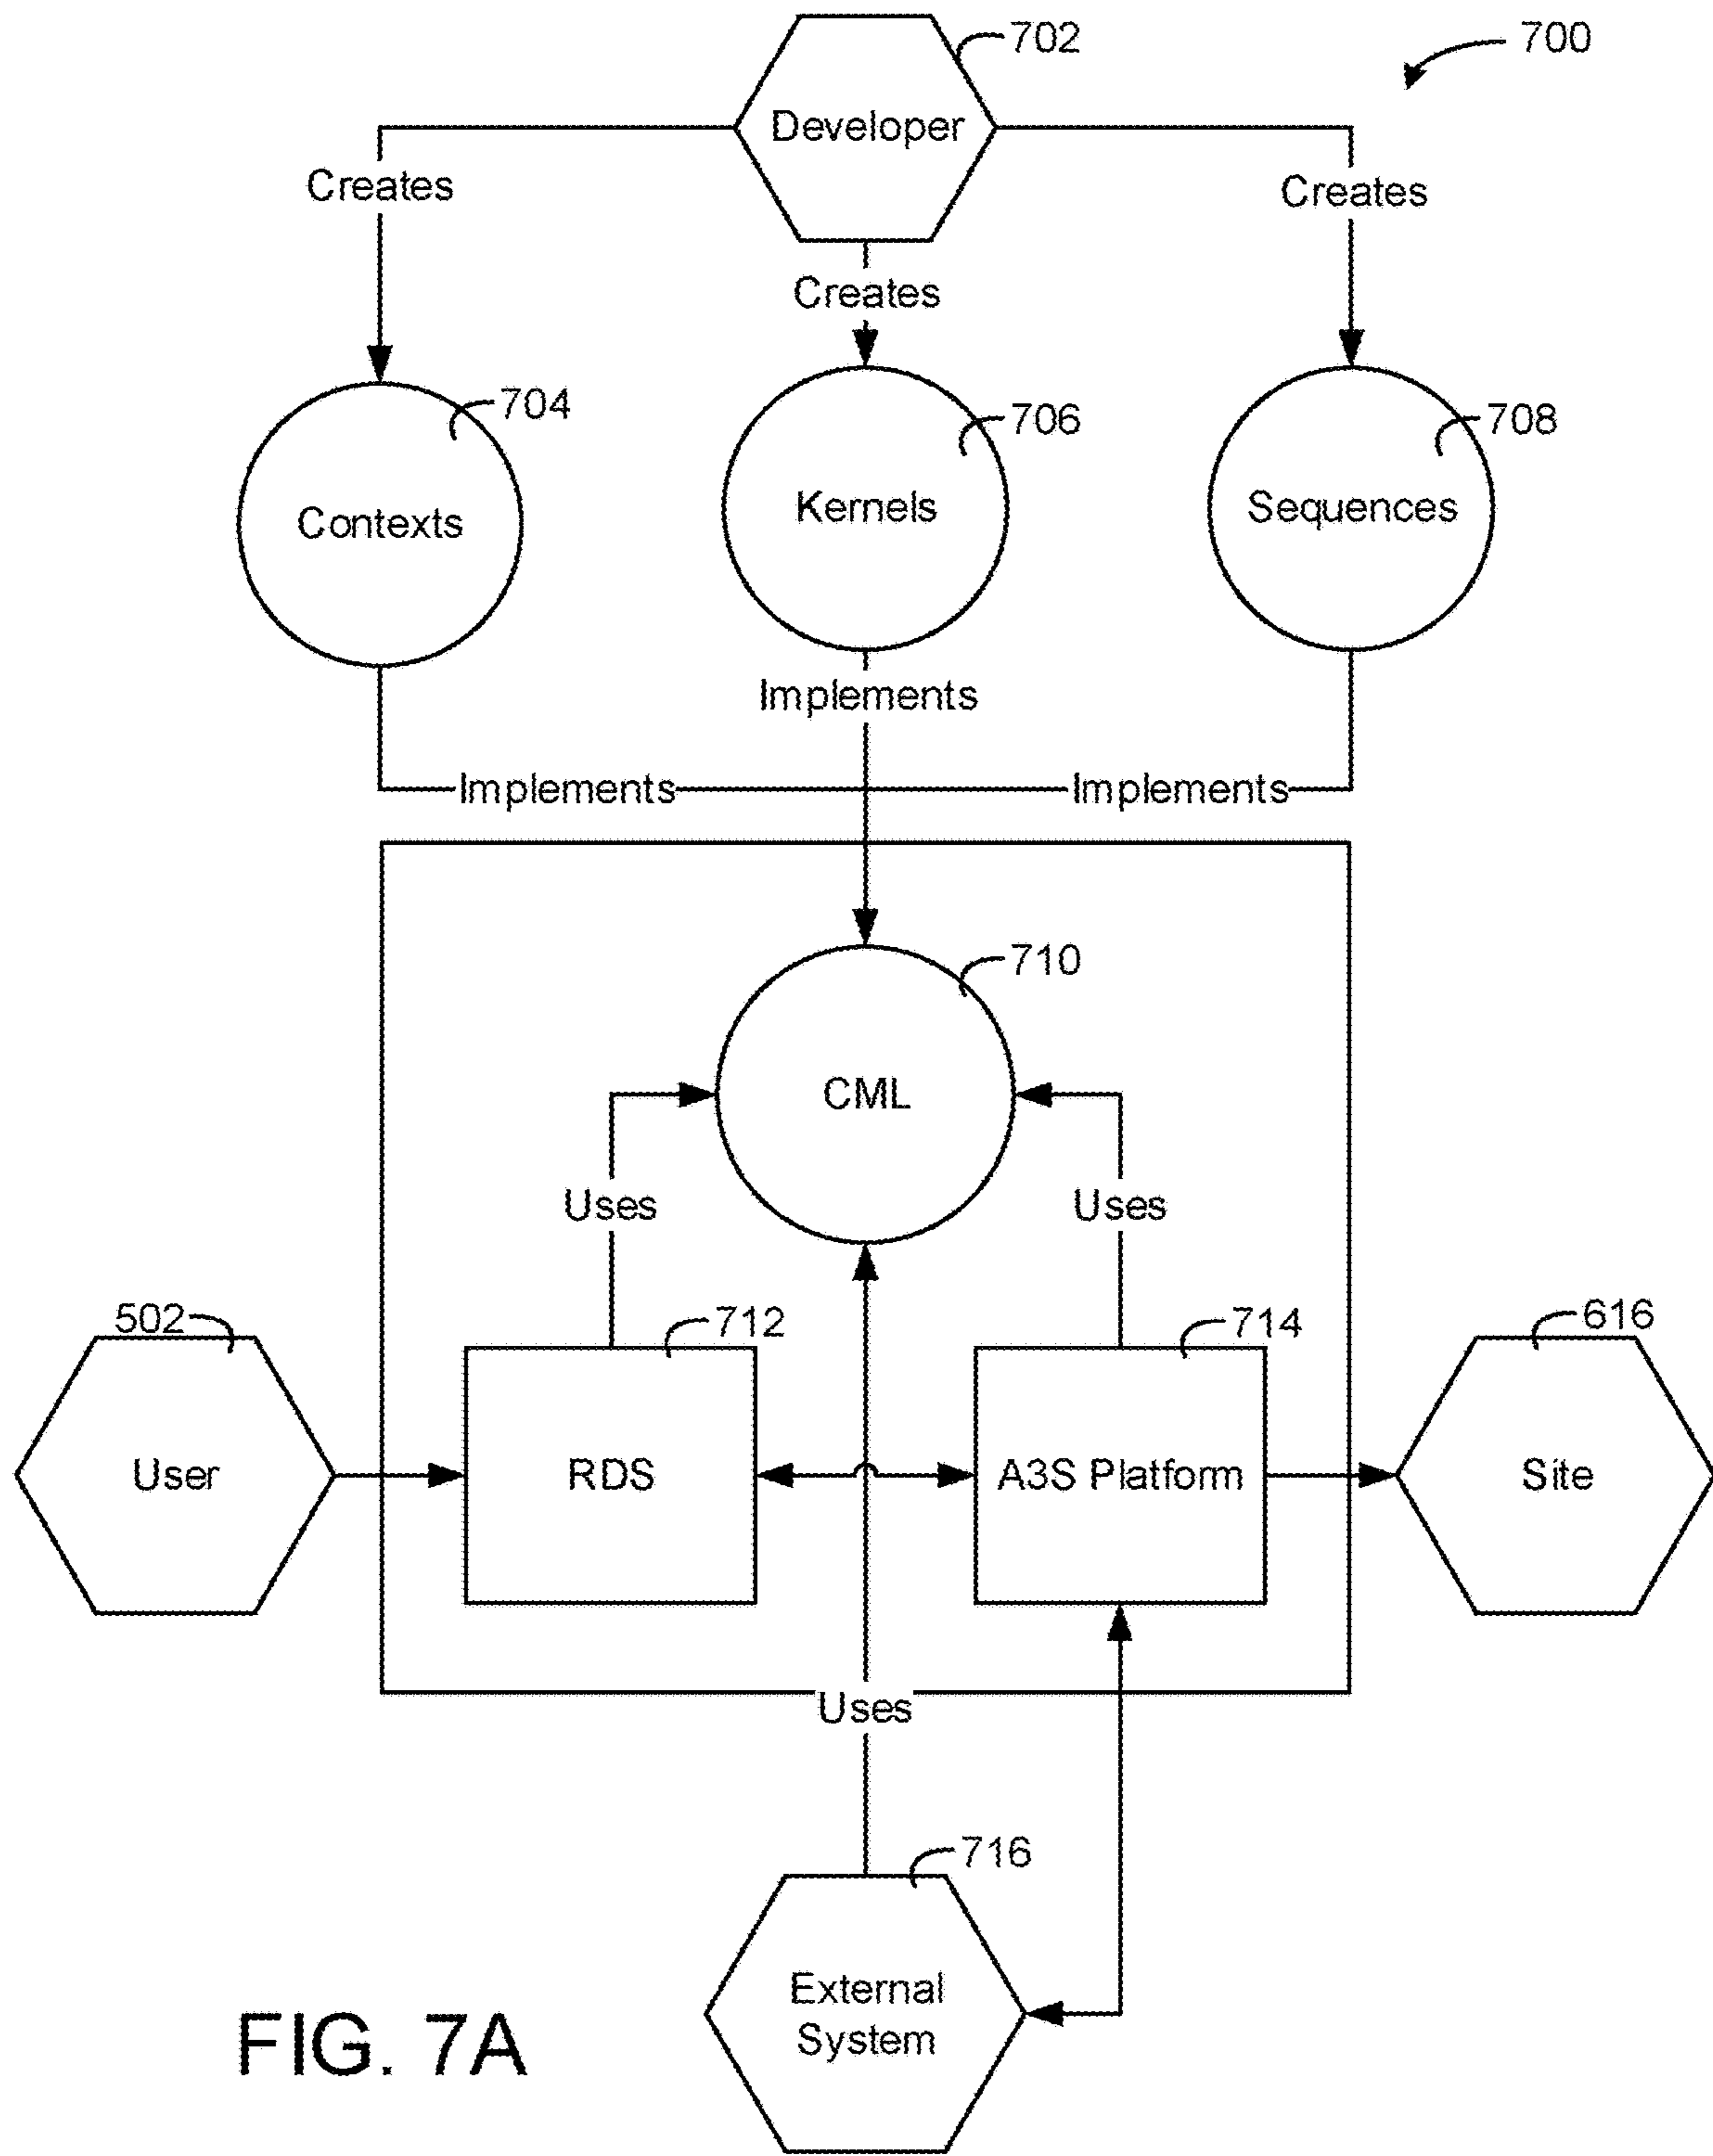 702
700
Developer
Creates
Creates
Creates
704
706
708
Contexts
Kernels
Sequences
Implements
Implements
Implements
710
CML
Uses
Uses
502
712
714
616
User
RDS
A3S Platform
Site
Uses
716
External
System
FIG. 7A